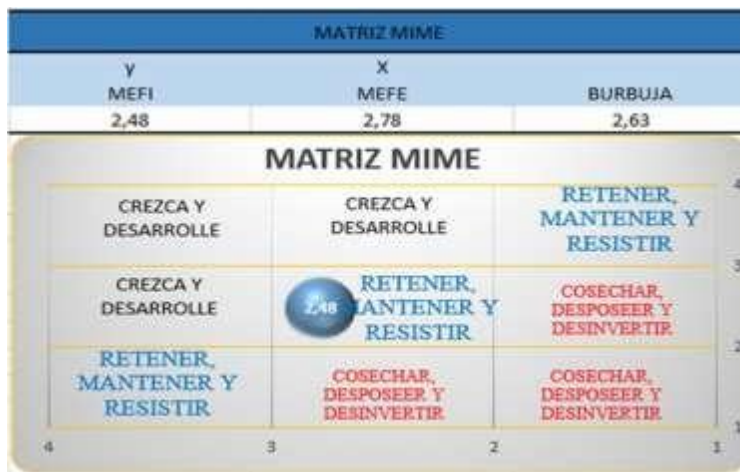 MATRIZ MIME
y X
MEFI MEFE BURBUJA
2,48 2,78 2,63
MATRIZ MIME
4
CREZCA Y
DESARROLLE
CREZCA Y
DESARROLLE
RETENER,
MANTENER Y
RESISTIR
3
CREZCA Y
DESARROLLE
2,48
RETENER,
MANTENER Y
RESISTIR
COSECHAR,
DESPOSEER Y
DESINVERTIR
2
RETENER,
MANTENER Y
RESISTIR
COSECHAR,
DESPOSEER Y
DESINVERTIR
COSECHAR,
DESPOSEER Y
DESINVERTIR
1
4 3 2 1